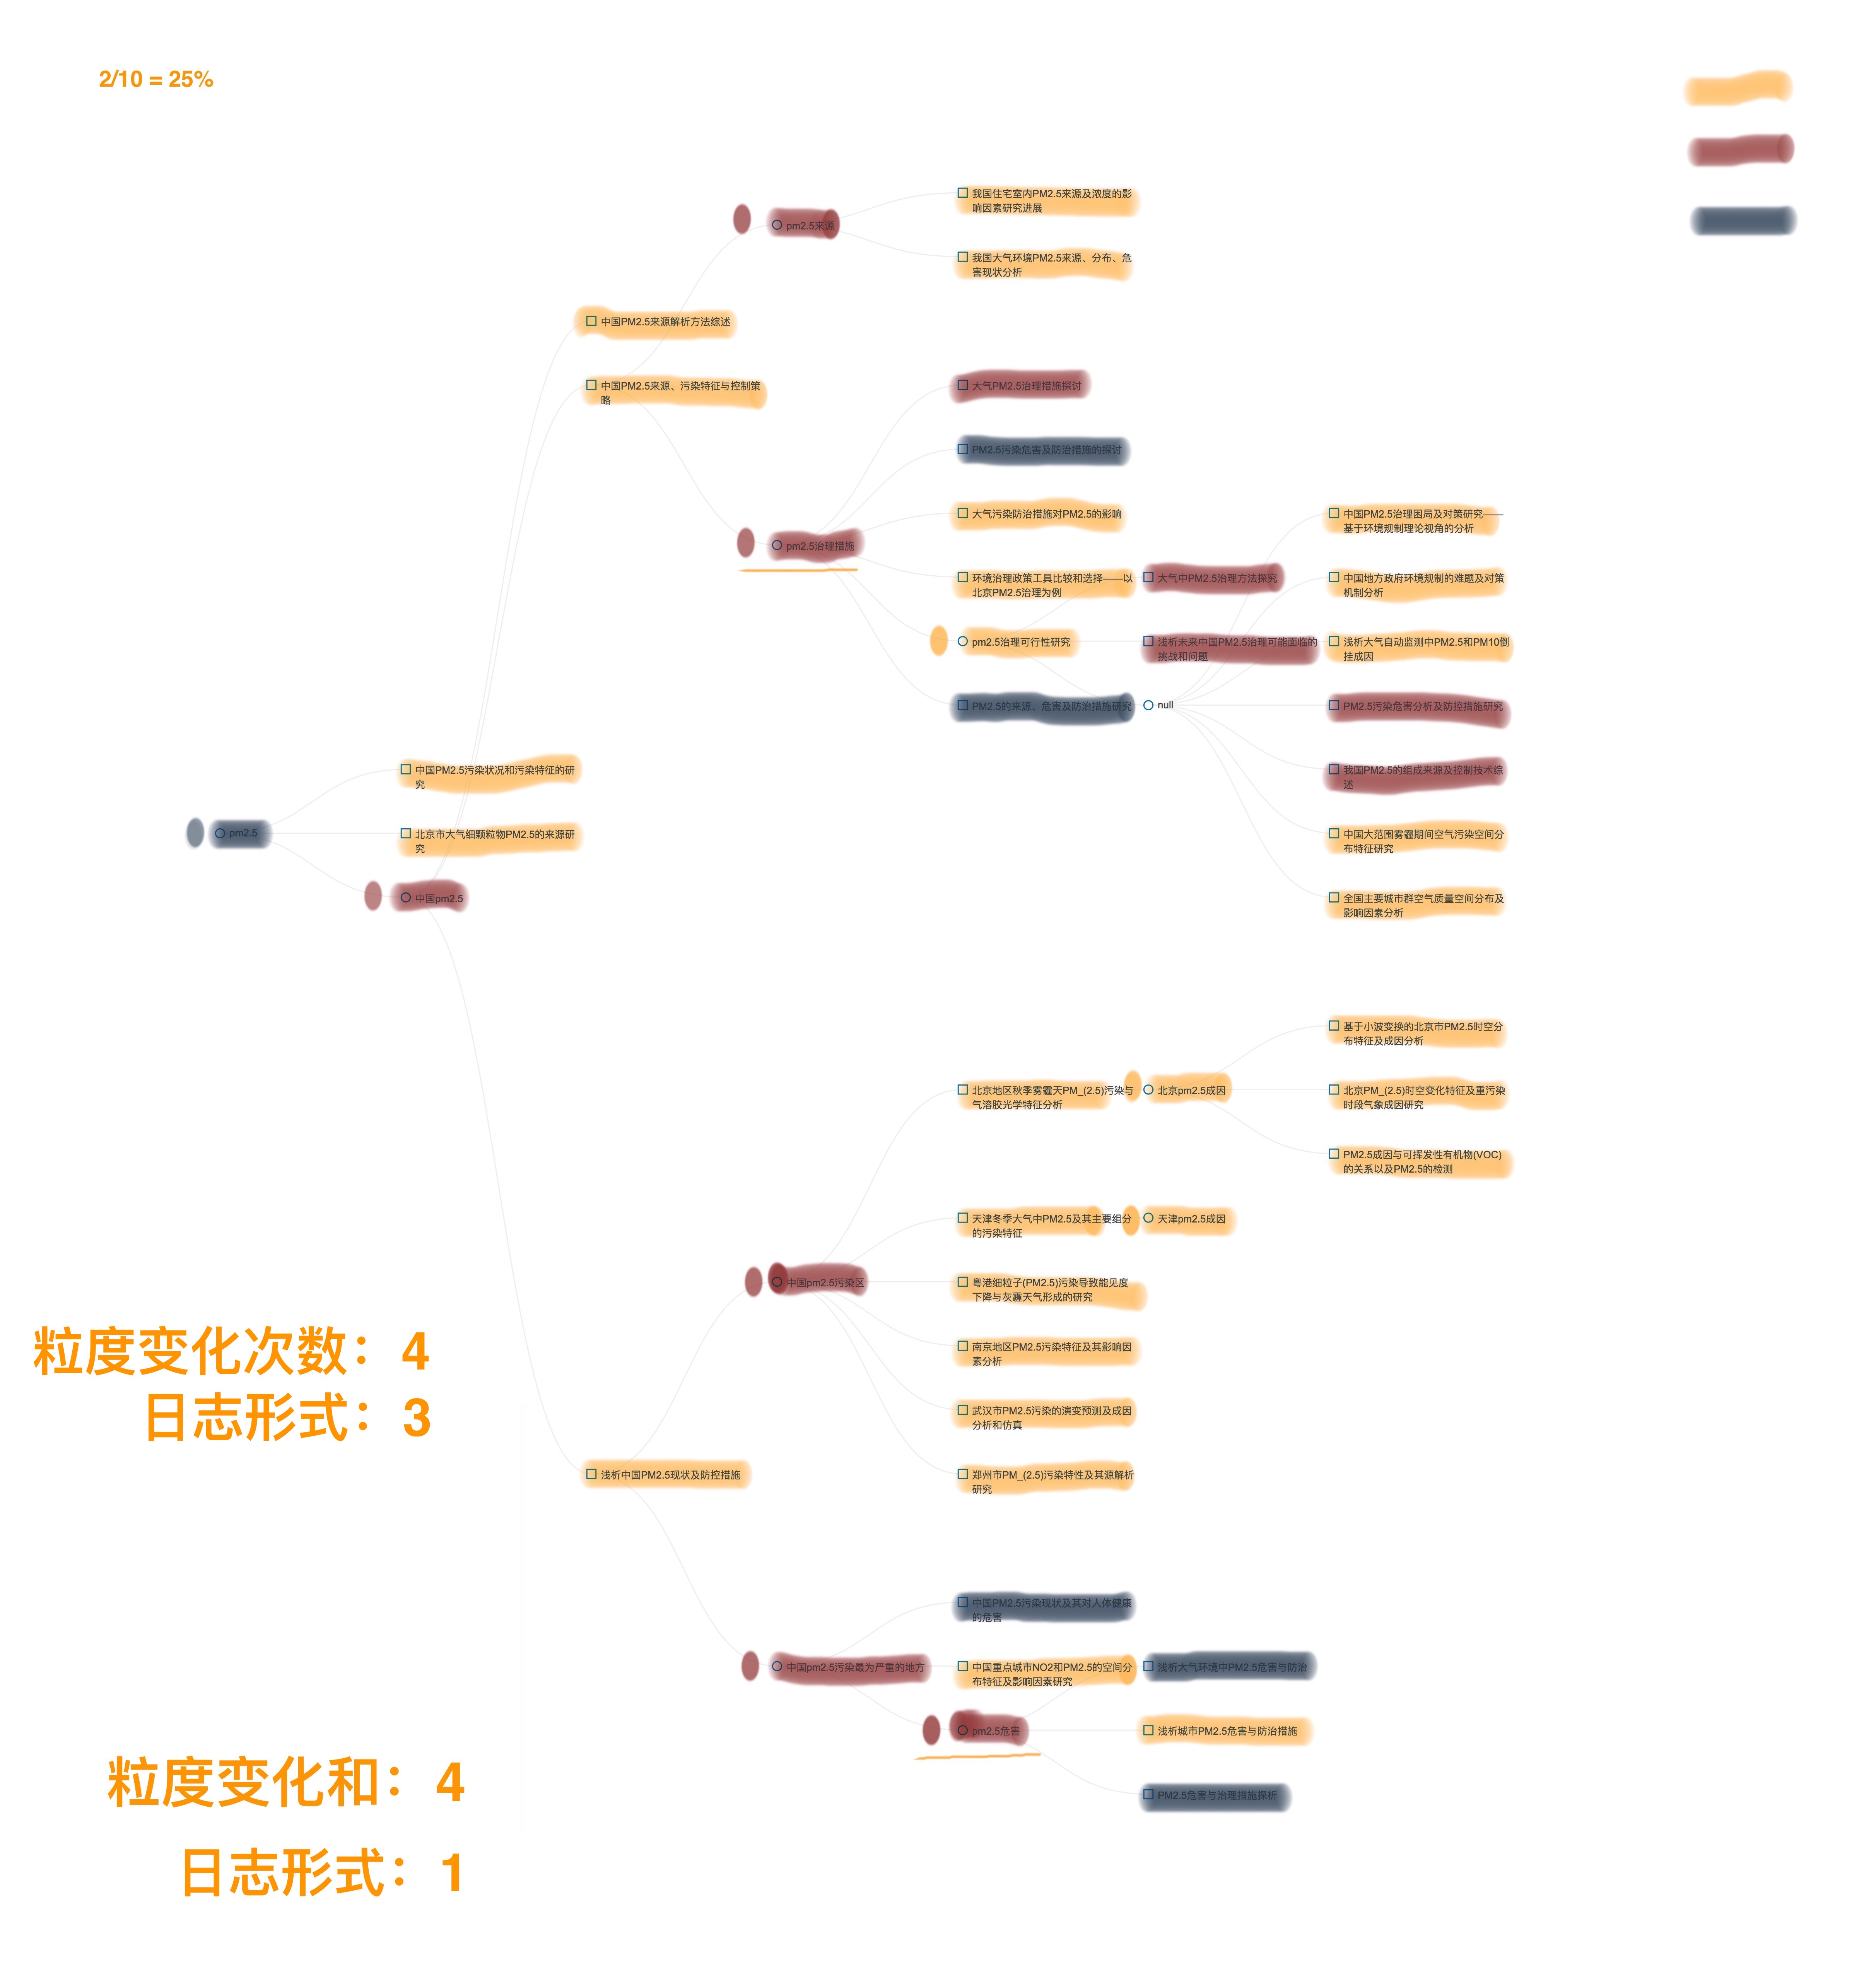 2/10 = 25%
我国住宅室内PM2.5来源及浓度的影
响因素研究进展
pm2.5来源
我国大气环境PM2.5来源、分布、危
害现状分析
中国PM2.5来源解析方法综述
中国PM2.5来源、污染特征与控制策
略
大气PM2.5治理措施探讨
PM2.5污染危害及防治措施的探讨
大气污染防治措施对PM2.5的影响
中国PM2.5治理困局及对策研究——
基于环境规制理论视角的分析
pm2.5治理措施
环境治理政策工具比较和选择——以
北京PM2.5治理为例
大气中PM2.5治理方法探究
中国地方政府环境规制的难题及对策
机制分析
pm2.5治理可行性研究
浅析未来中国PM2.5治理可能面临的
挑战和问题
浅析大气自动监测中PM2.5和PM10倒
挂成因
PM2.5的来源、危害及防治措施研究
null
PM2.5污染危害分析及防控措施研究
中国PM2.5污染状况和污染特征的研
究
我国PM2.5的组成来源及控制技术综
述
pm2.5
北京市大气细颗粒物PM2.5的来源研
究
中国大范围雾霾期间空气污染空间分
布特征研究
中国pm2.5
全国主要城市群空气质量空间分布及
影响因素分析
基于小波变换的北京市PM2.5时空分
布特征及成因分析
北京地区秋季雾霾天PM_(2.5)污染与
气溶胶光学特征分析
北京pm2.5成因
北京PM_(2.5)时空变化特征及重污染
时段气象成因研究
PM2.5成因与可挥发性有机物(VOC)
的关系以及PM2.5的检测
天津冬季大气中PM2.5及其主要组分
的污染特征
天津pm2.5成因
中国pm2.5污染区
粤港细粒子(PM2.5)污染导致能见度
下降与灰霾天气形成的研究
粒度变化次数：4
南京地区PM2.5污染特征及其影响因
素分析
日志形式：3
武汉市PM2.5污染的演变预测及成因
分析和仿真
浅析中国PM2.5现状及防控措施
郑州市PM_(2.5)污染特性及其源解析
研究
中国PM2.5污染现状及其对人体健康
的危害
中国pm2.5污染最为严重的地方
中国重点城市NO2和PM2.5的空间分
布特征及影响因素研究
浅析大气环境中PM2.5危害与防治
pm2.5危害
浅析城市PM2.5危害与防治措施
粒度变化和：4
PM2.5危害与治理措施探析
日志形式：1